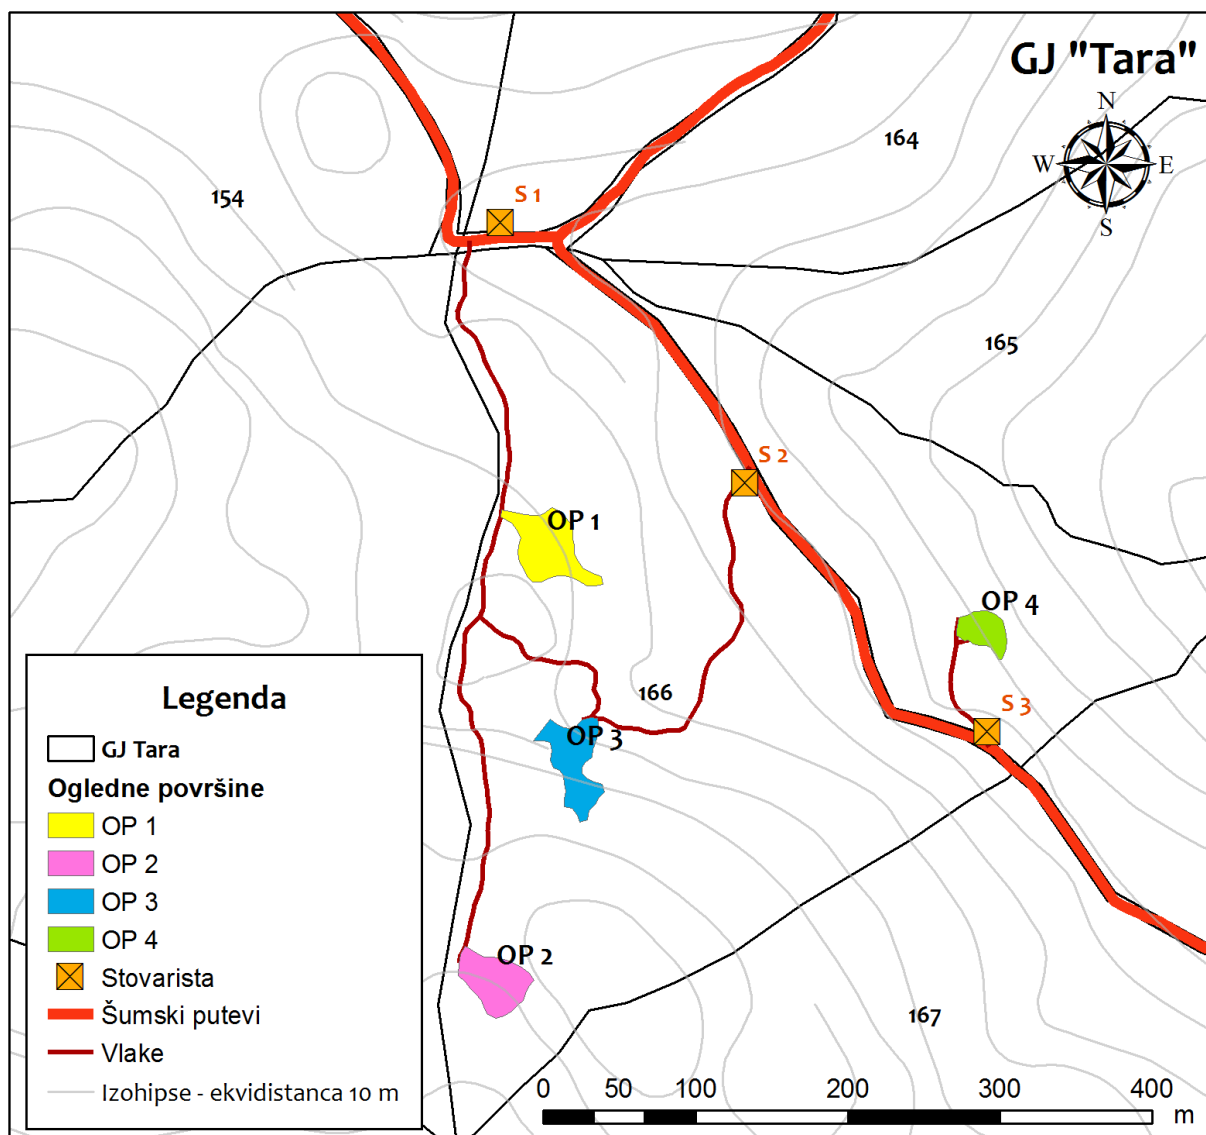 GJ "Tara"
N
W E
S
164
154
S 1
165
S 2
OP 1
OP 4
166
S 3
OP 3
OP 2
167
Legenda
GJ Tara
Ogledne površine
OP 1
OP 2
OP 3
OP 4
Stovarista
Šumski putevi
Vlake
Izohipse - ekvidistanca 10 m
0 50 100 200 300 400
m